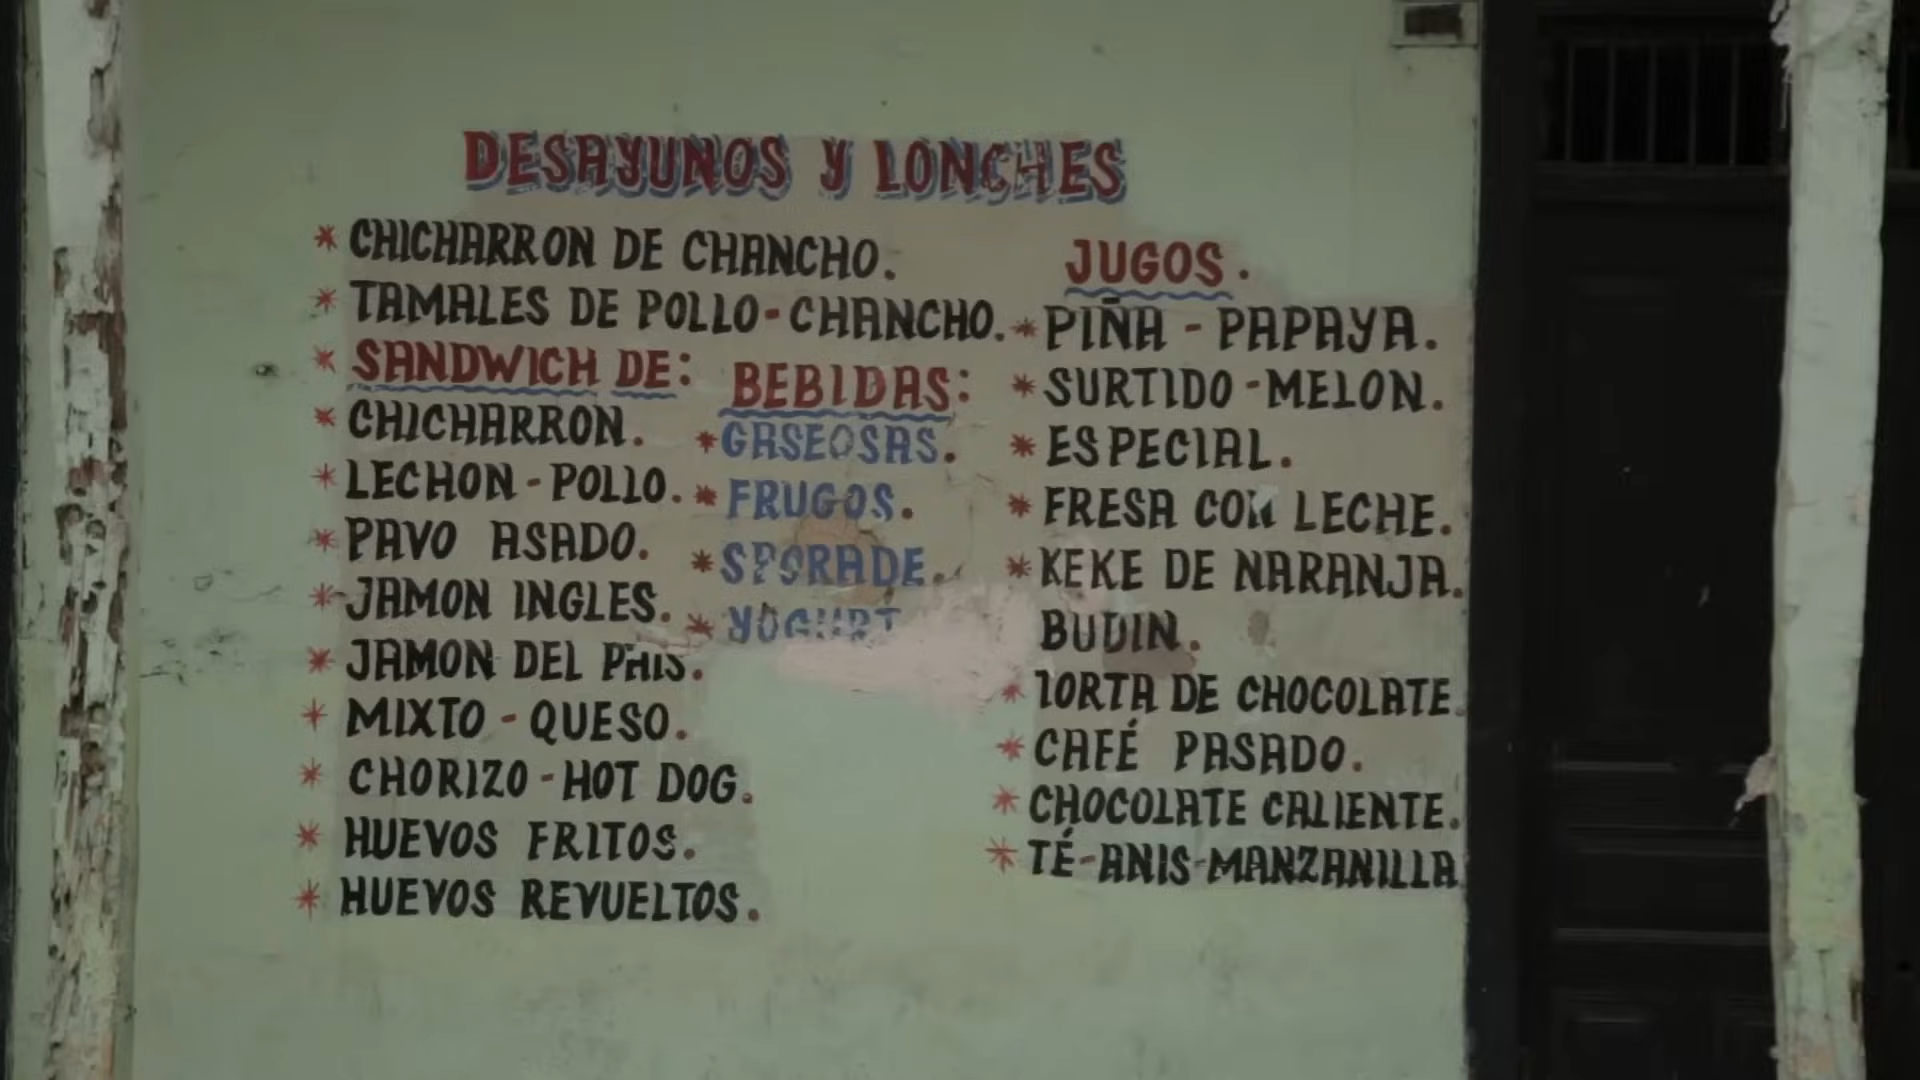 DESAYUNOS Y LONCHES
* CHICHARRON DE CHANCHO.
* TAMALES DE POLLO - CHANCHO.
* SANDWICH DE:
* CHICHARRON.
* LECHON - POLLO.
* PAVO ASADO.
* JAMON INGLES.
* JAMON DEL PAIS.
* MIXTO - QUESO.
* CHORIZO - HOT DOG.
* HUEVOS FRITOS.
* HUEVOS REVUELTOS.
BEBIDAS:
* GASEOSAS.
* FRUGOS.
* SPORADE.
* YOGURT
JUGOS.
* PIÑA - PAPAYA.
* SURTIDO - MELON.
* ESPECIAL.
* FRESA CON LECHE.
* KEKE DE NARANJA.
BUDIN.
* TORTA DE CHOCOLATE.
* CAFÉ PASADO.
* CHOCOLATE CALIENTE.
* TÉ - ANIS - MANZANILLA